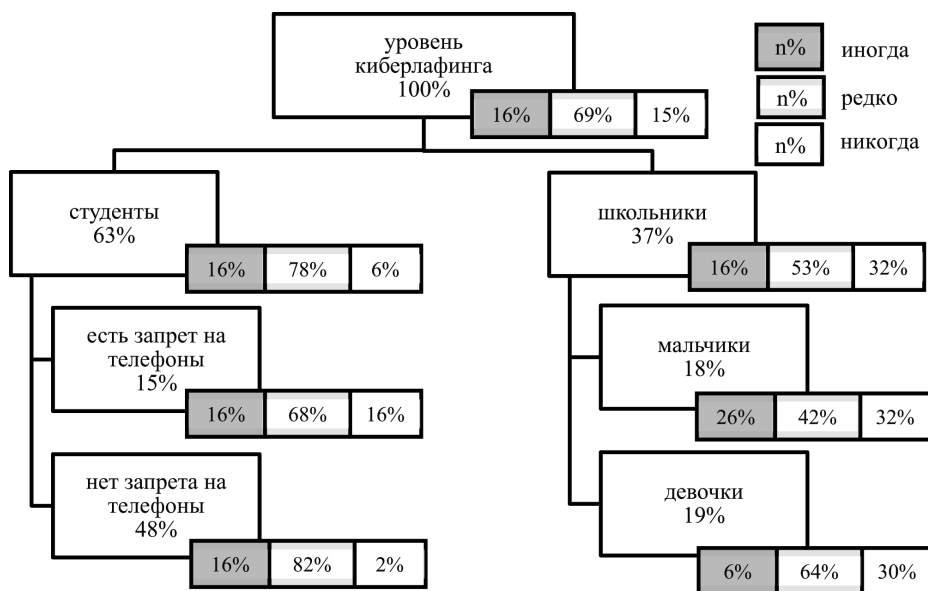 уровень
киберлафинга
100%
16% 69% 15%
n% иногда
n% редко
n% никогда
студенты
63%
16% 78% 6%
школьники
37%
16% 53% 32%
есть запрет на
телефоны
15%
16% 68% 16%
мальчики
18%
26% 42% 32%
нет запрета на
телефоны
48%
16% 82% 2%
девочки
19%
6% 64% 30%